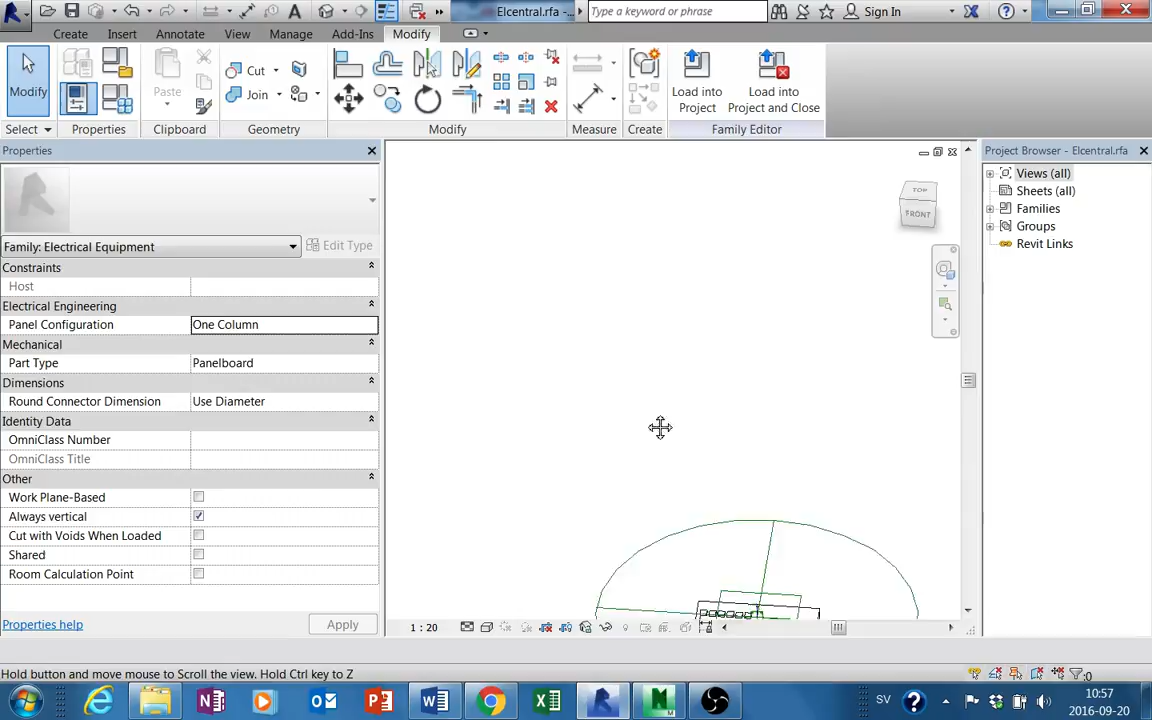 Elcentral.rfa -...
Type a keyword or phrase
Sign In
Create
Insert
Annotate
View
Manage
Add-Ins
Modify
Modify
Paste
Cut
Join
Load into
Project
Load into
Project and Close
Select
Properties
Clipboard
Geometry
Modify
Measure
Create
Family Editor
Properties
Family: Electrical Equipment
Edit Type
Constraints
Host
Electrical Engineering
Panel Configuration
One Column
Mechanical
Part Type
Panelboard
Dimensions
Round Connector Dimension
Use Diameter
Identity Data
OmniClass Number
OmniClass Title
Other
Work Plane-Based
Always vertical
Cut with Voids When Loaded
Shared
Room Calculation Point
Properties help
Apply
TOP
FRONT
1 : 20
Project Browser - Elcentral.rfa
Views (all)
Sheets (all)
Families
Groups
Revit Links
Hold button and move mouse to Scroll the view. Hold Ctrl key to Z
:0
SV
10:57
2016-09-20